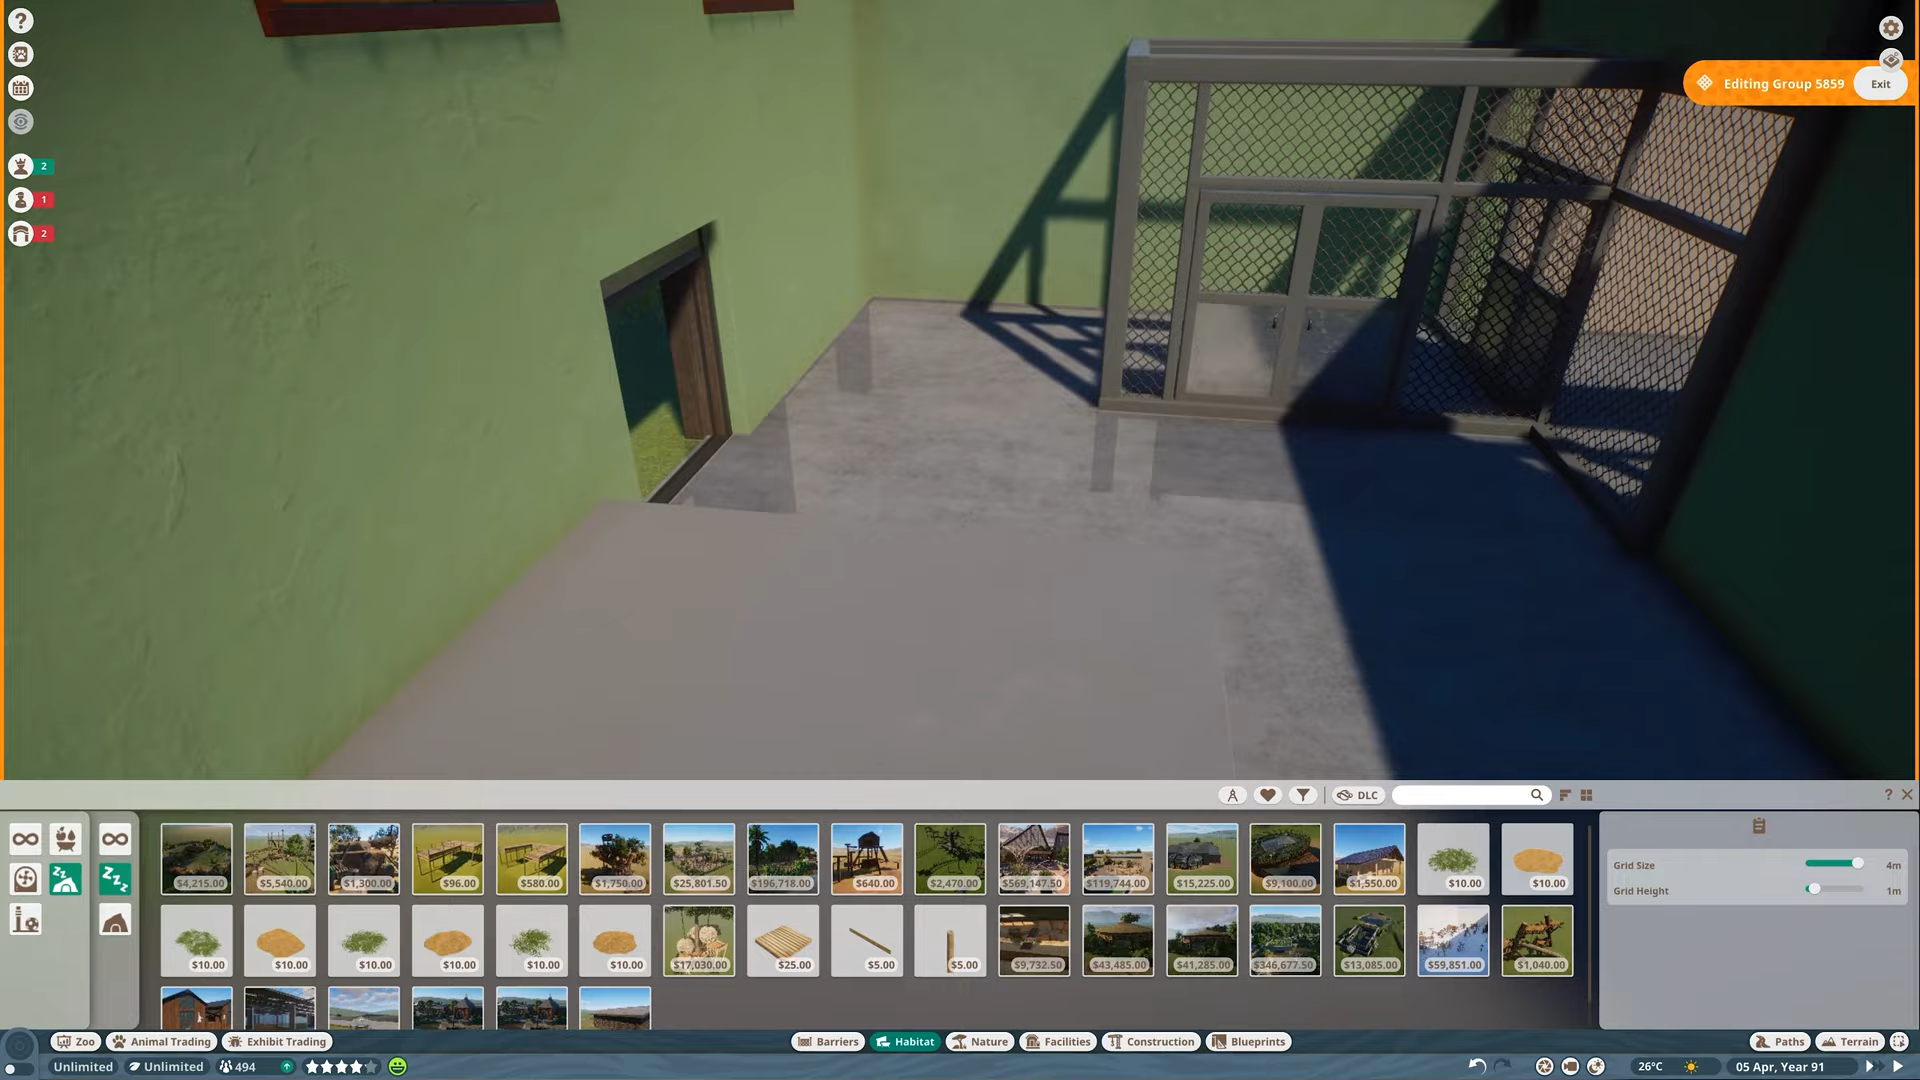 Editing Group 5859 Exit
2
1
2
DLC
$4,215.00 $5,540.00 $1,300.00 $96.00 $580.00 $1,750.00 $25,801.50 $196,718.00 $640.00 $2,470.00 $569,147.50 $119,744.00 $15,225.00 $9,100.00 $1,550.00 $10.00 $10.00
Grid Size 4m
Grid Height 1m
$10.00 $10.00 $10.00 $10.00 $10.00 $10.00 $17,030.00 $25.00 $5.00 $5.00 $9,732.50 $43,485.00 $41,285.00 $346,677.50 $13,085.00 $59,851.00 $1,040.00
Zoo Animal Trading Exhibit Trading Barriers Habitat Nature Facilities Construction Blueprints Paths Terrain
Unlimited Unlimited 494 26°C 05 Apr, Year 91